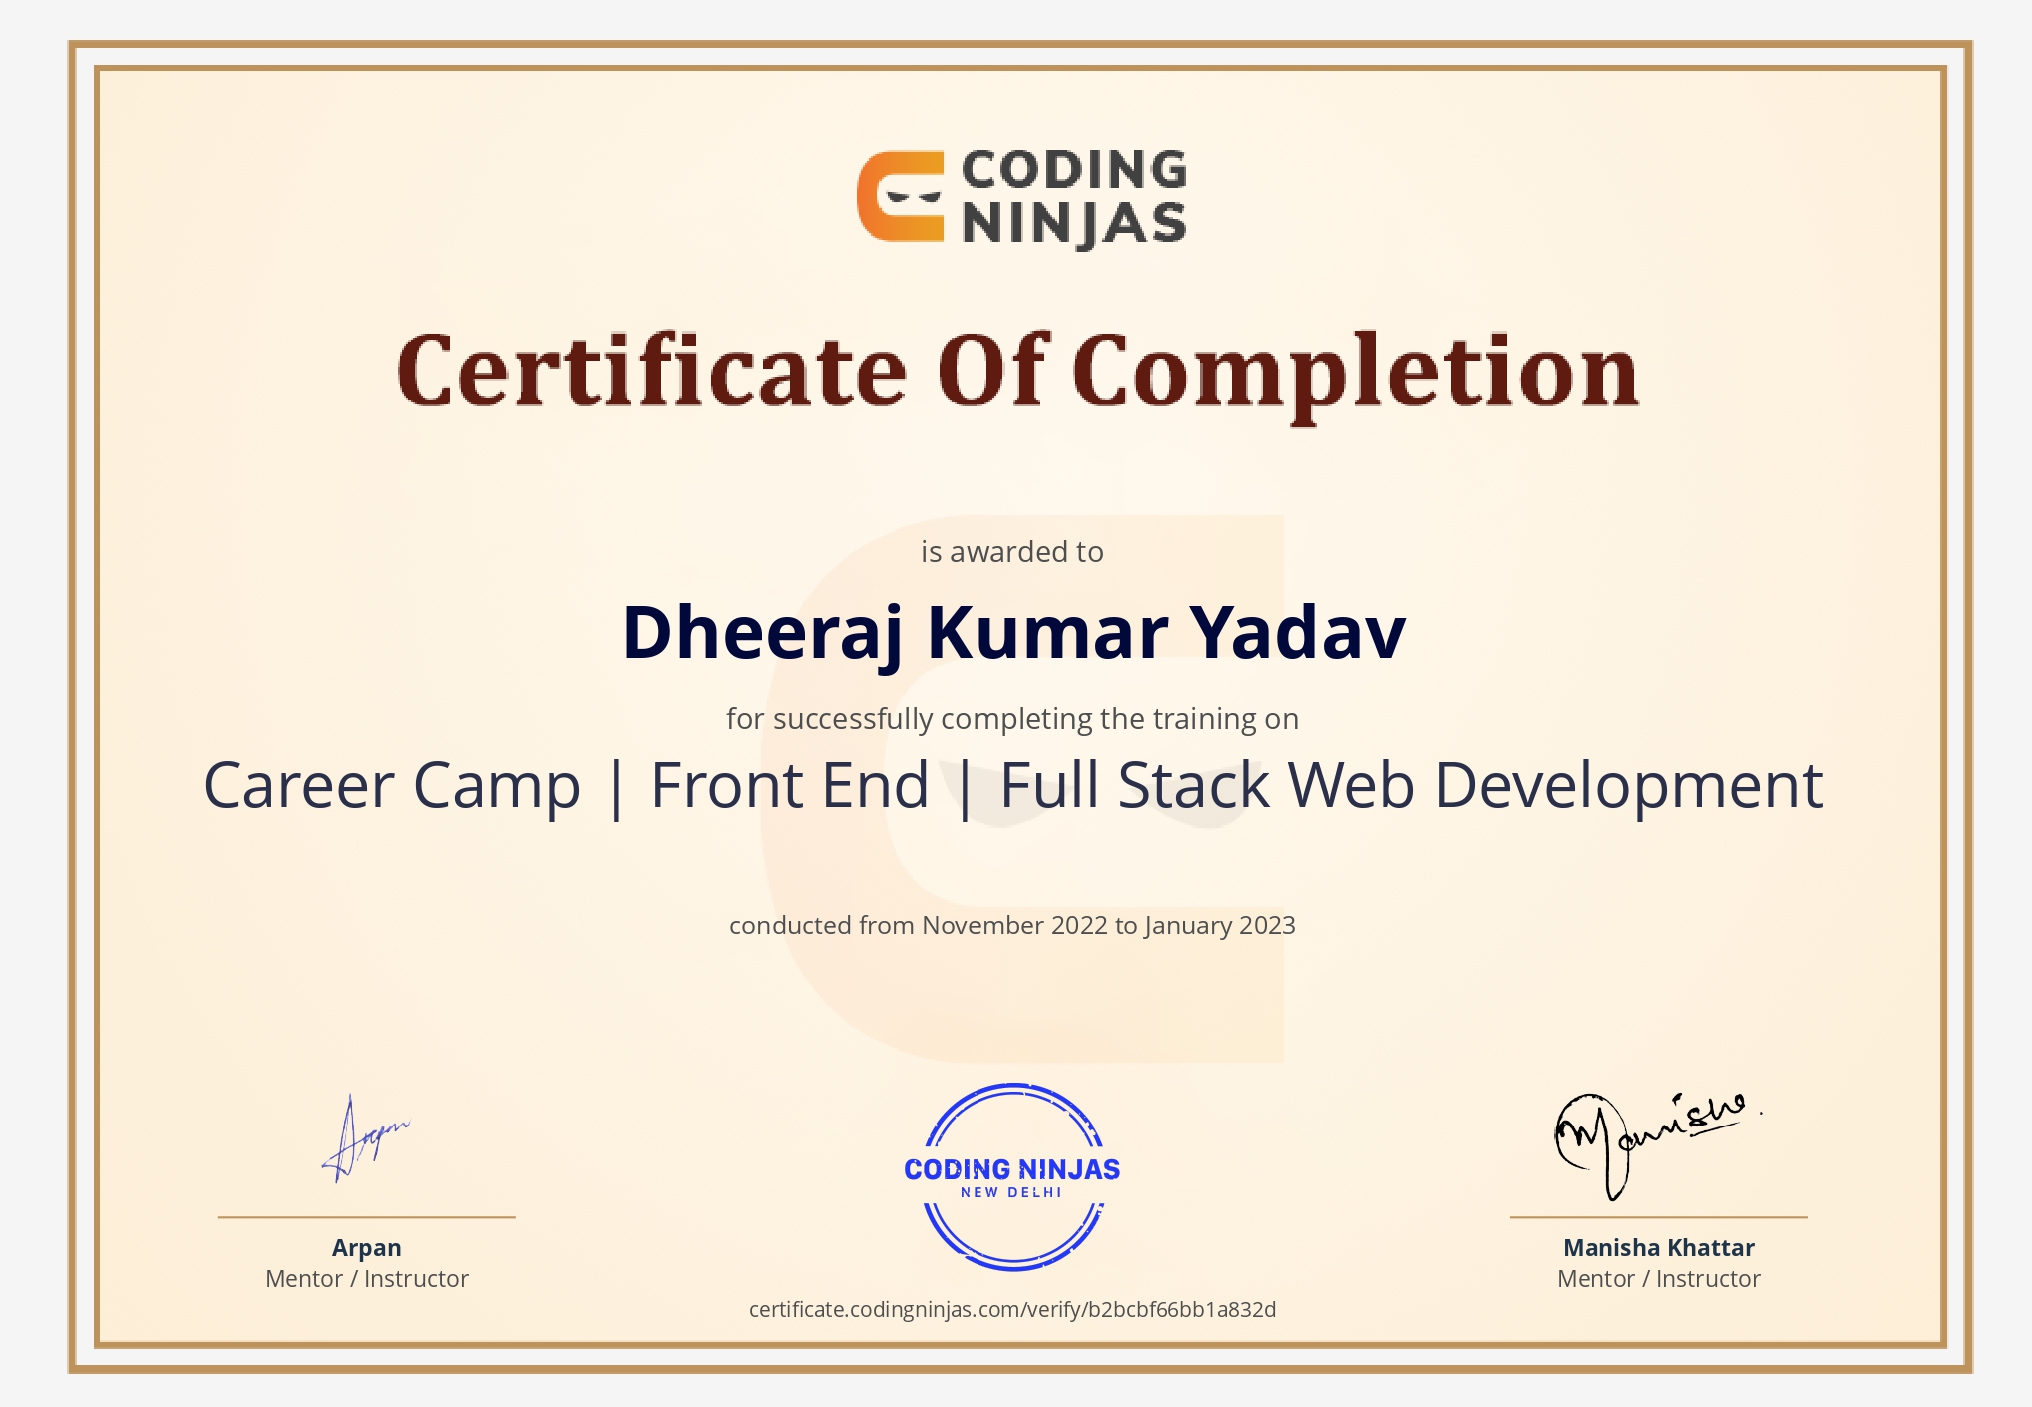 CODING
NINJAS
Certificate Of Completion
is awarded to
Dheeraj Kumar Yadav
for successfully completing the training on
Career Camp | Front End | Full Stack Web Development
conducted from November 2022 to January 2023
Arpan
Manisha
CODING NINJAS
NEW DELHI
Arpan
Mentor / Instructor
Manisha Khattar
Mentor / Instructor
certificate.codingninjas.com/verify/b2bcbf66bb1a832d